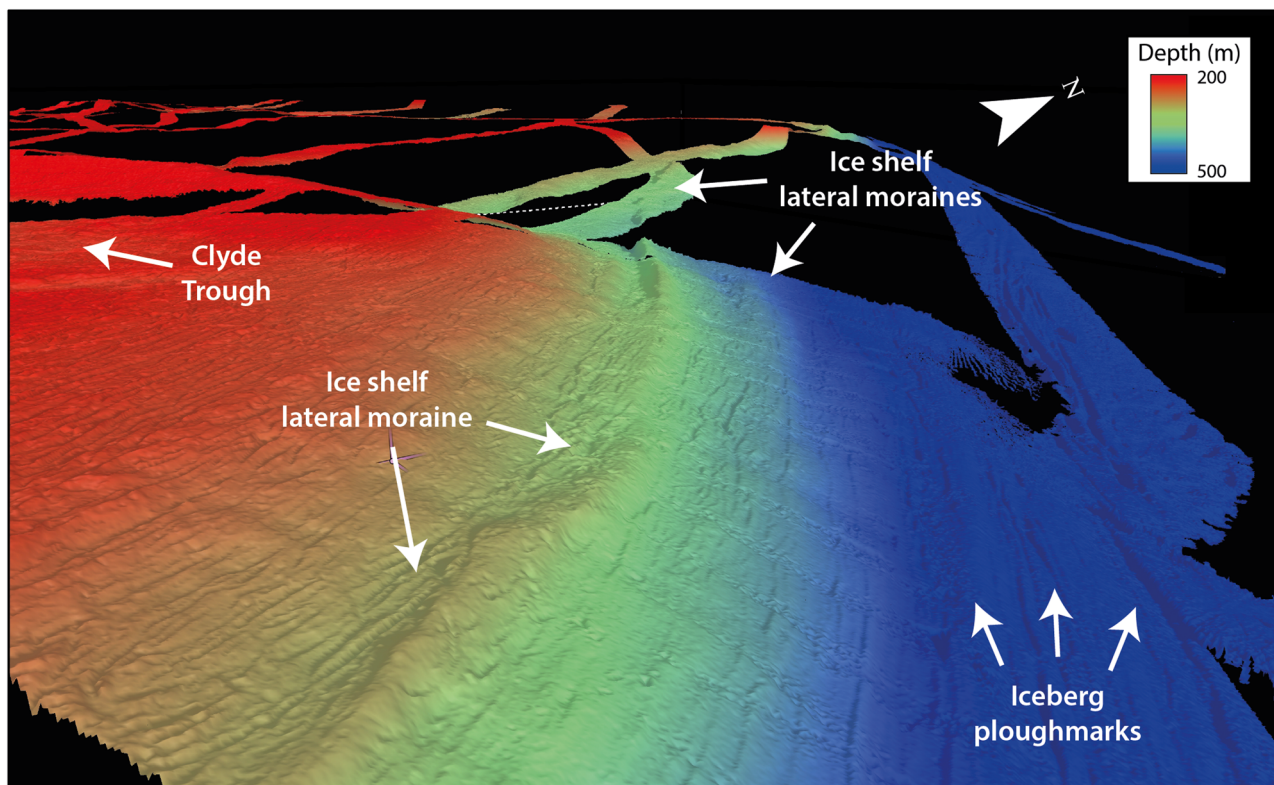 Depth (m)
200
500
N
Ice shelf
lateral moraines
Clyde
Trough
Ice shelf
lateral moraine
Iceberg
ploughmarks